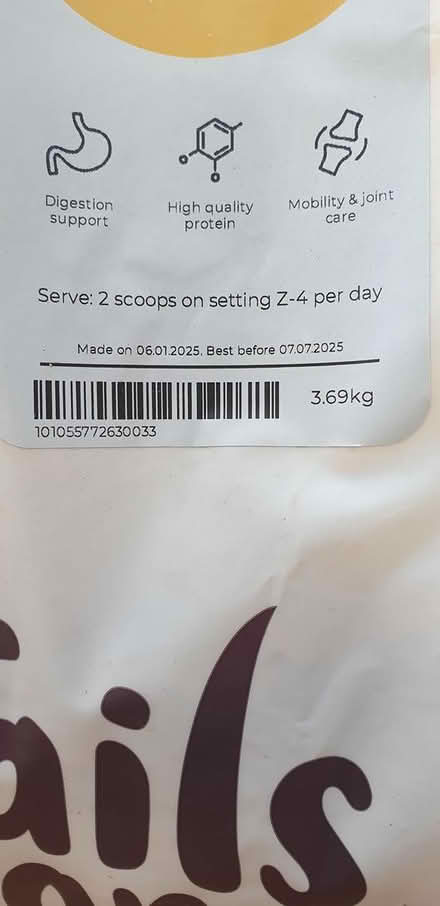 Digestion
support
High quality
protein
Mobility & joint
care
Serve: 2 scoops on setting Z-4 per day
Made on 06.01.2025. Best before 07.07.2025
3.69kg
101055772630033
ails